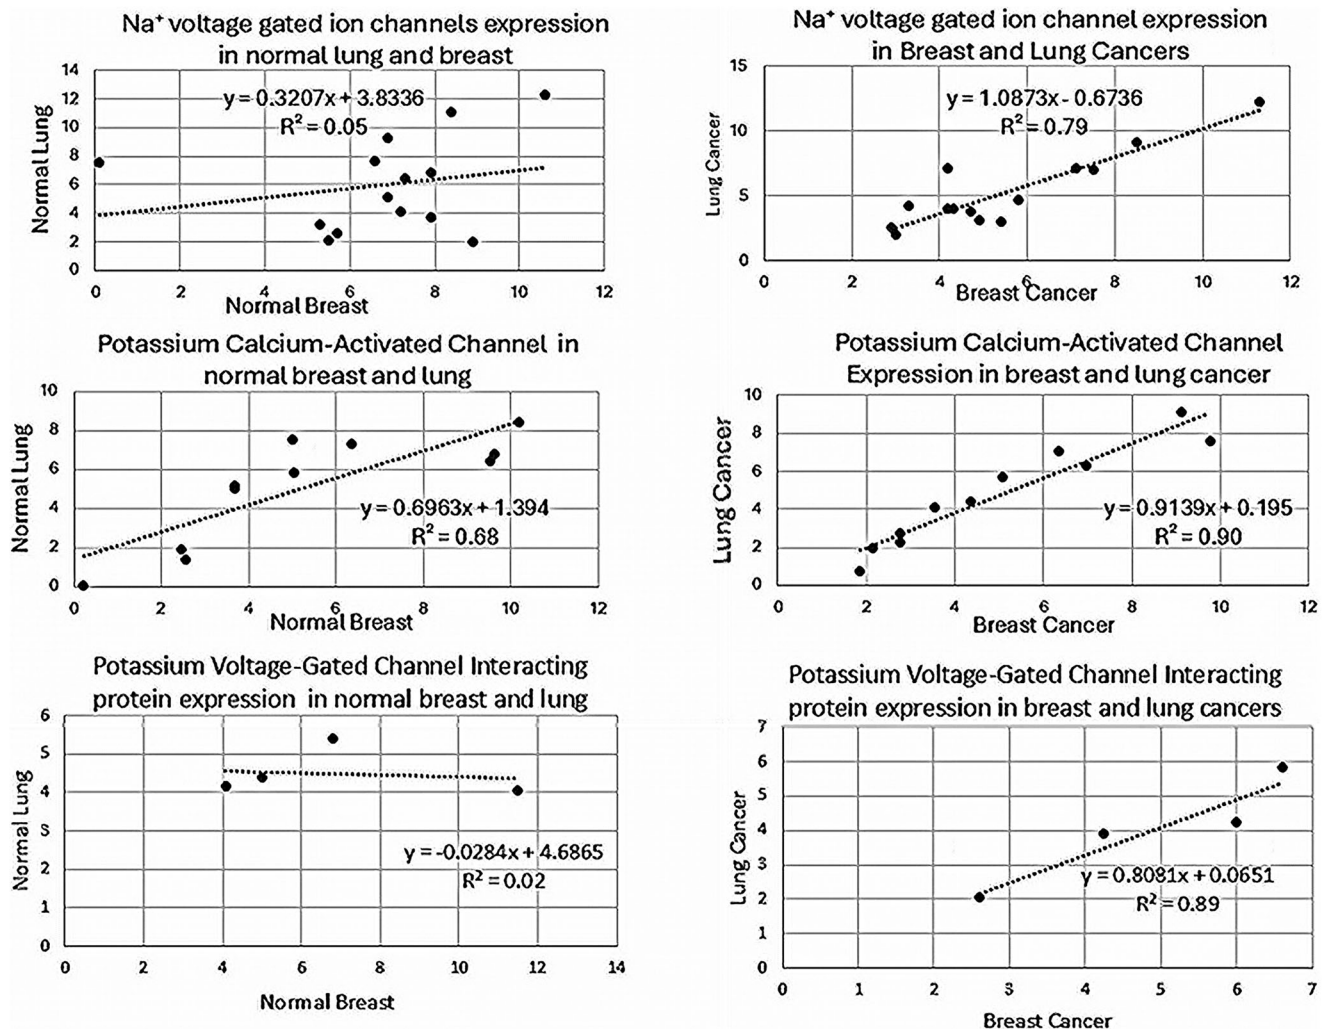 Na⁺ voltage gated ion channels expression
in normal lung and breast
14
12
10
8
6
4
2
0
Normal Lung
y = 0.3207x + 3.8336
R² = 0.05
0 2 4 6 8 10 12
Normal Breast
Na⁺ voltage gated ion channel expression
in Breast and Lung Cancers
15
10
5
0
Lung Cancer
y = 1.0873x - 0.6736
R² = 0.79
0 2 4 6 8 10 12
Breast Cancer
Potassium Calcium-Activated Channel in
normal breast and lung
10
8
6
4
2
0
Normal Lung
y = 0.6963x + 1.394
R² = 0.68
0 2 4 6 8 10 12
Normal Breast
Potassium Calcium-Activated Channel
Expression in breast and lung cancer
10
8
6
4
2
0
Lung Cancer
y = 0.9139x + 0.195
R² = 0.90
0 2 4 6 8 10 12
Breast Cancer
Potassium Voltage-Gated Channel Interacting
protein expression in normal breast and lung
6
5
4
3
2
1
0
Normal Lung
y = -0.0284x + 4.6865
R² = 0.02
0 2 4 6 8 10 12 14
Normal Breast
Potassium Voltage-Gated Channel Interacting
protein expression in breast and lung cancers
7
6
5
4
3
2
1
0
Lung Cancer
y = 0.8081x + 0.0651
R² = 0.89
0 1 2 3 4 5 6 7
Breast Cancer